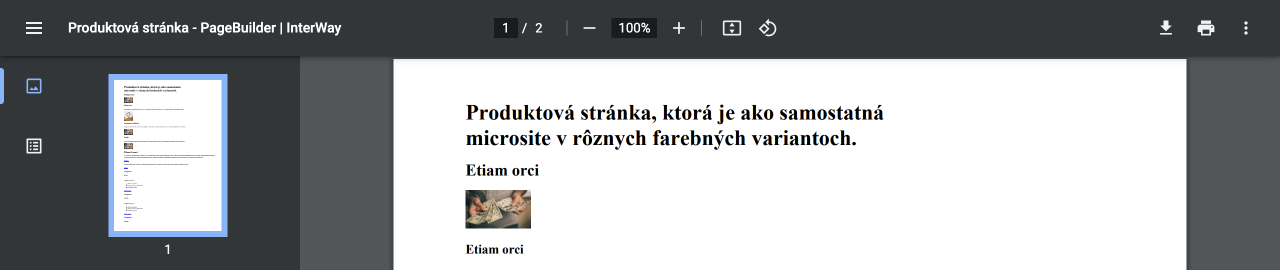 Produktová stránka - PageBuilder | InterWay
1 / 2
100%
1
Produktová stránka, ktorá je ako samostatná
microsite v rôznych farebných variantoch.
Etiam orci
Etiam orci